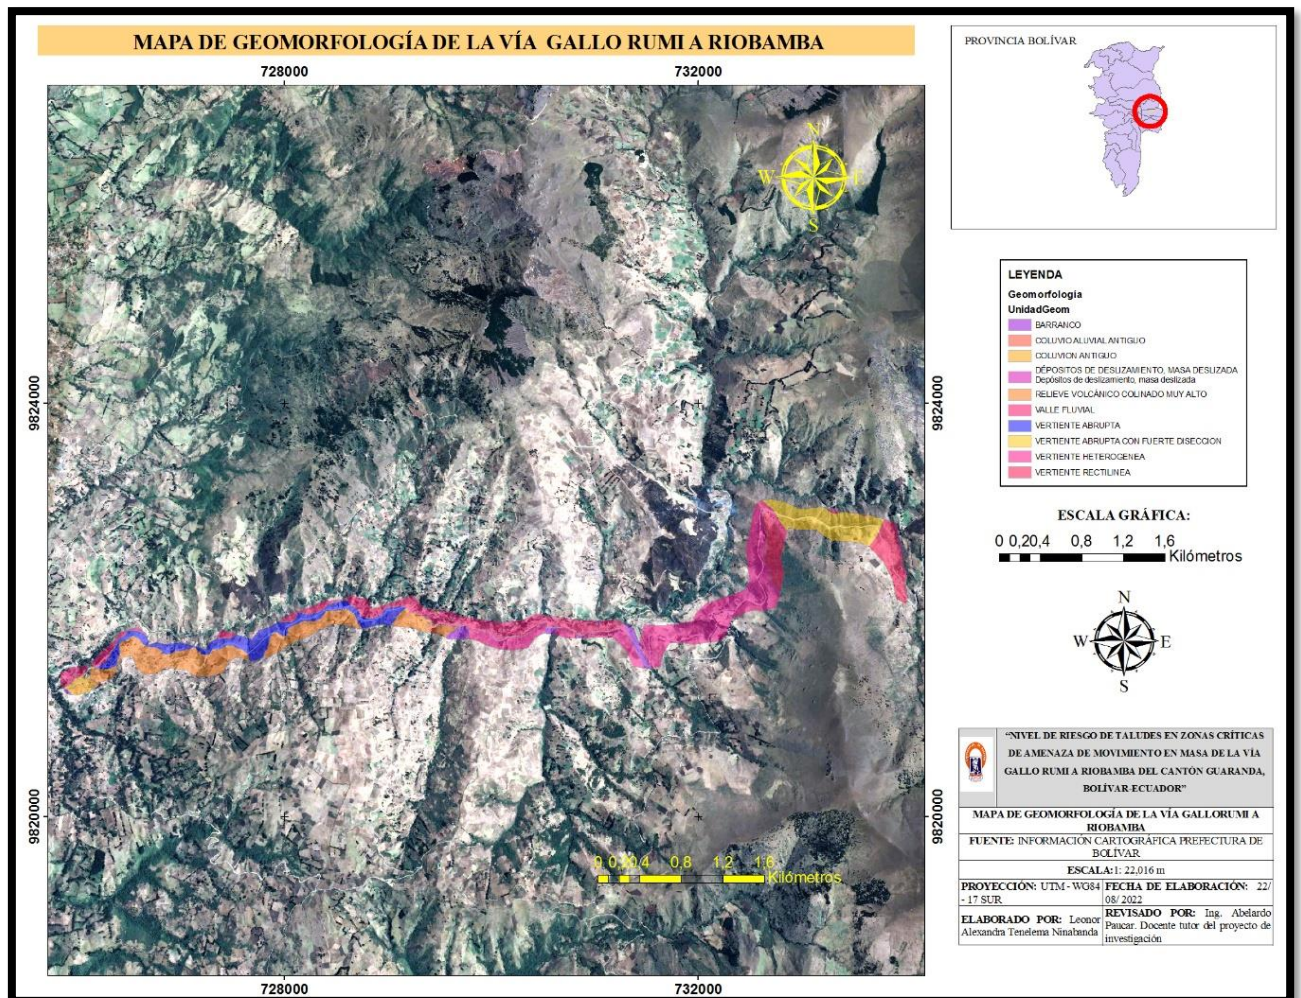 MAPA DE GEOMORFOLOGÍA DE LA VÍA GALLO RUMI A RIOBAMBA
728000
732000
9824000
9824000
9820000
9820000
728000
732000
N
W
E
S
0 0,20,4 0,8 1,2 1,6
Kilómetros
PROVINCIA BOLÍVAR
LEYENDA
Geomorfología
UnidadGeom
BARRANCO
COLUVIO ALUVIAL ANTIGUO
COLUVION ANTIGUO
DÉPOSITOS DE DESLIZAMIENTO, MASA DESLIZADA
Depósitos de deslizamiento, masa deslizada
RELIEVE VOLCÁNICO COLINADO MUY ALTO
VALLE FLUVIAL
VERTIENTE ABRUPTA
VERTIENTE ABRUPTA CON FUERTE DISECCION
VERTIENTE HETEROGENEA
VERTIENTE RECTILINEA
ESCALA GRÁFICA:
0 0,20,4 0,8 1,2 1,6
Kilómetros
N
W
E
S
“NIVEL DE RIESGO DE TALUDES EN ZONAS CRÍTICAS
DE AMENAZA DE MOVIMIENTO EN MASA DE LA VÍA
GALLO RUMI A RIOBAMBA DEL CANTÓN GUARANDA,
BOLÍVAR-ECUADOR”
MAPA DE GEOMORFOLOGÍA DE LA VÍA GALLORUMI A
RIOBAMBA
FUENTE: INFORMACIÓN CARTOGRÁFICA PREFECTURA DE
BOLÍVAR
ESCALA:1: 22,016 m
PROYECCIÓN: UTM - WG84
- 17 SUR
FECHA DE ELABORACIÓN: 22/
08/ 2022
ELABORADO POR: Leonor
Alexandra Tenelema Ninabanda
REVISADO POR: Ing. Abelardo
Paucar. Docente tutor del proyecto de
investigación